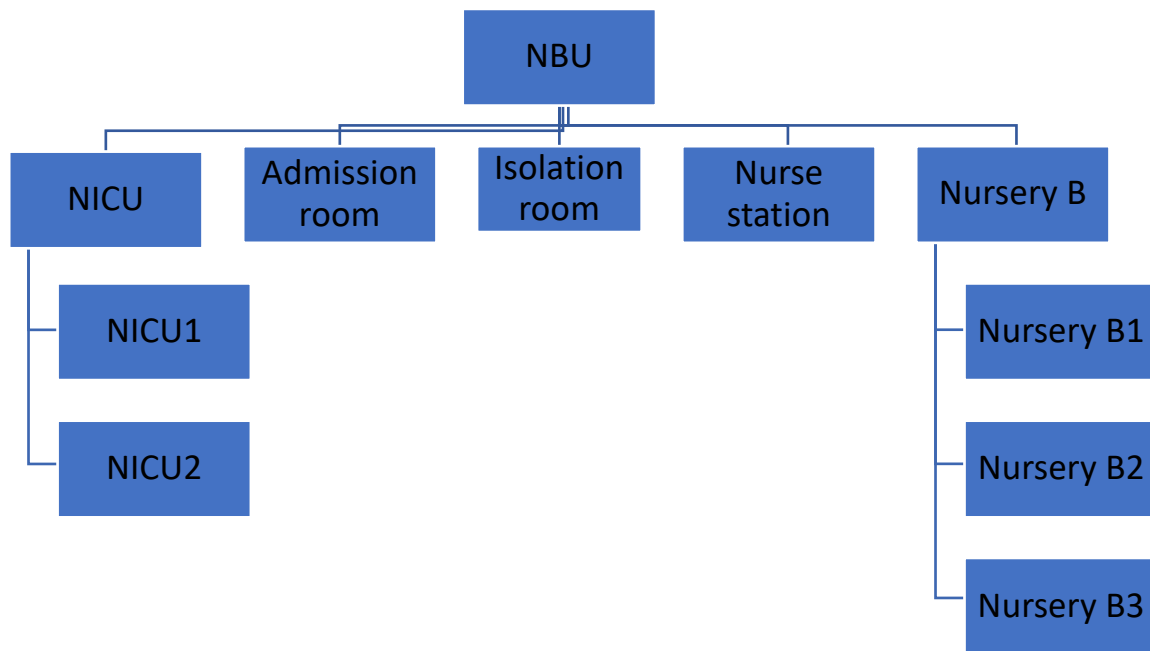 NBU
NICU
Admission
room
Isolation
room
Nurse
station
Nursery B
NICU1
NICU2
Nursery B1
Nursery B2
Nursery B3